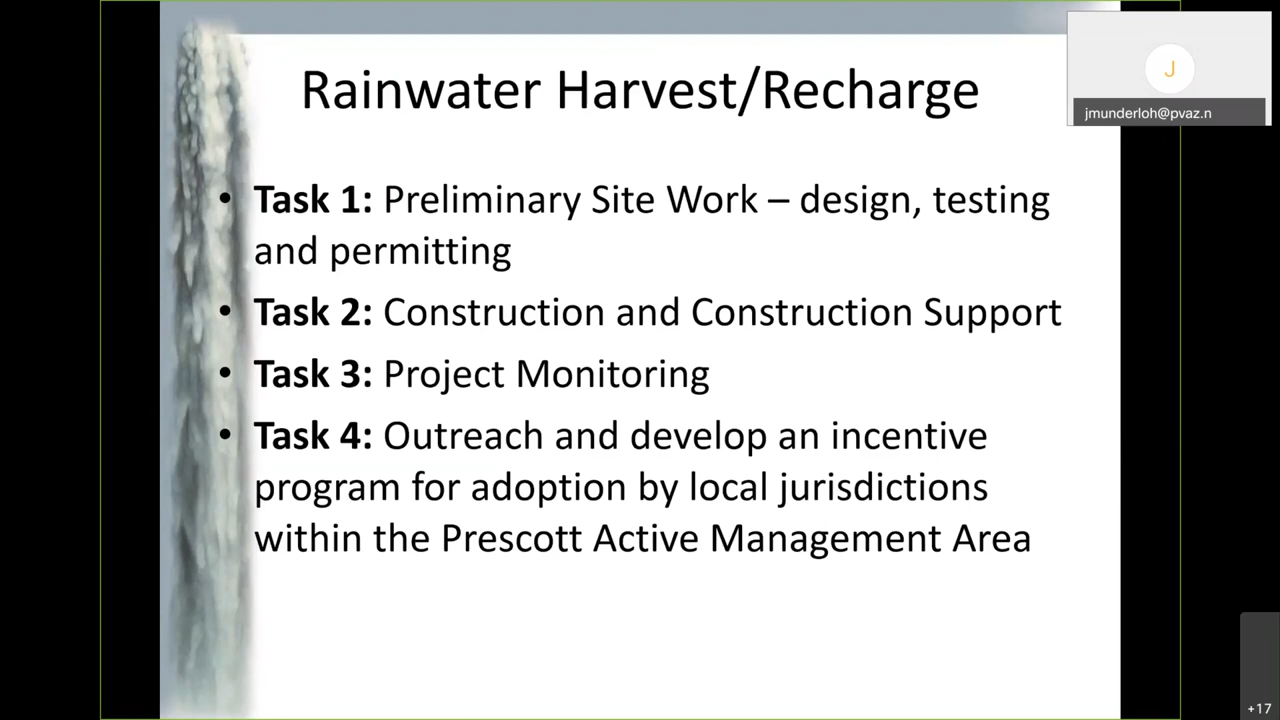 Rainwater Harvest/Recharge
J
jmunderloh@pvaz.n
• Task 1: Preliminary Site Work – design, testing
and permitting
• Task 2: Construction and Construction Support
• Task 3: Project Monitoring
• Task 4: Outreach and develop an incentive
program for adoption by local jurisdictions
within the Prescott Active Management Area
+17